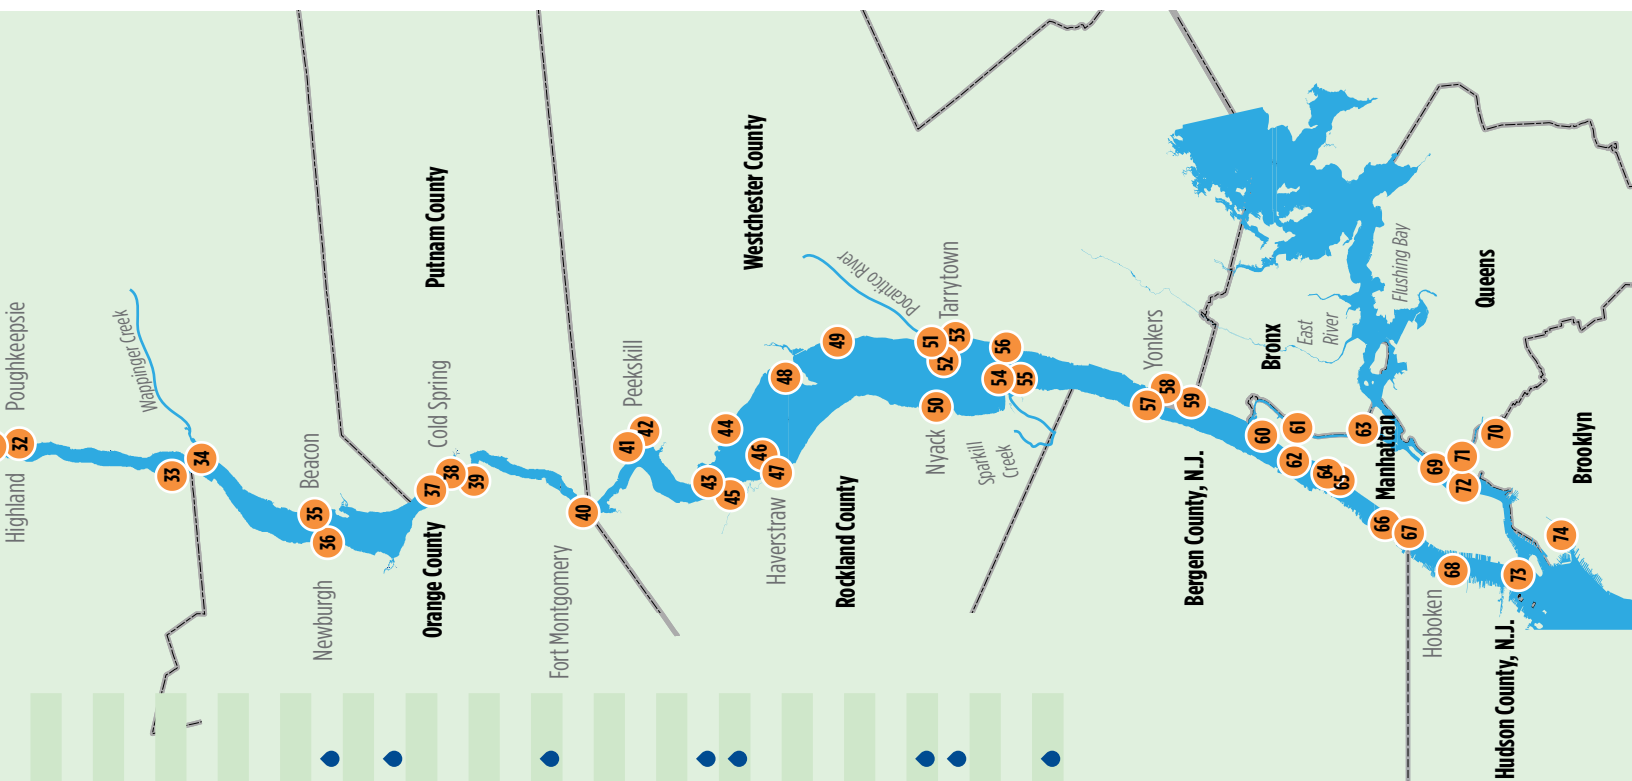 Poughkeepsie
Highland
32
Wappinger Creek
33
34
Beacon
35
36
Newburgh
Putnam County
Cold Spring
37
38
39
Orange County
40
Fort Montgomery
Peekskill
41
42
Westchester County
43
44
45
46
47
Haverstraw
Rockland County
48
49
Pocantico River
Tarrytown
50
51
52
53
54
55
56
Nyack
Sparkill
Creek
Yonkers
57
58
59
Bergen County, N.J.
Bronx
East
River
Flushing Bay
Queens
60
61
62
63
64
65
Manhattan
66
67
68
69
70
71
72
73
74
Brooklyn
Hoboken
Hudson County, N.J.